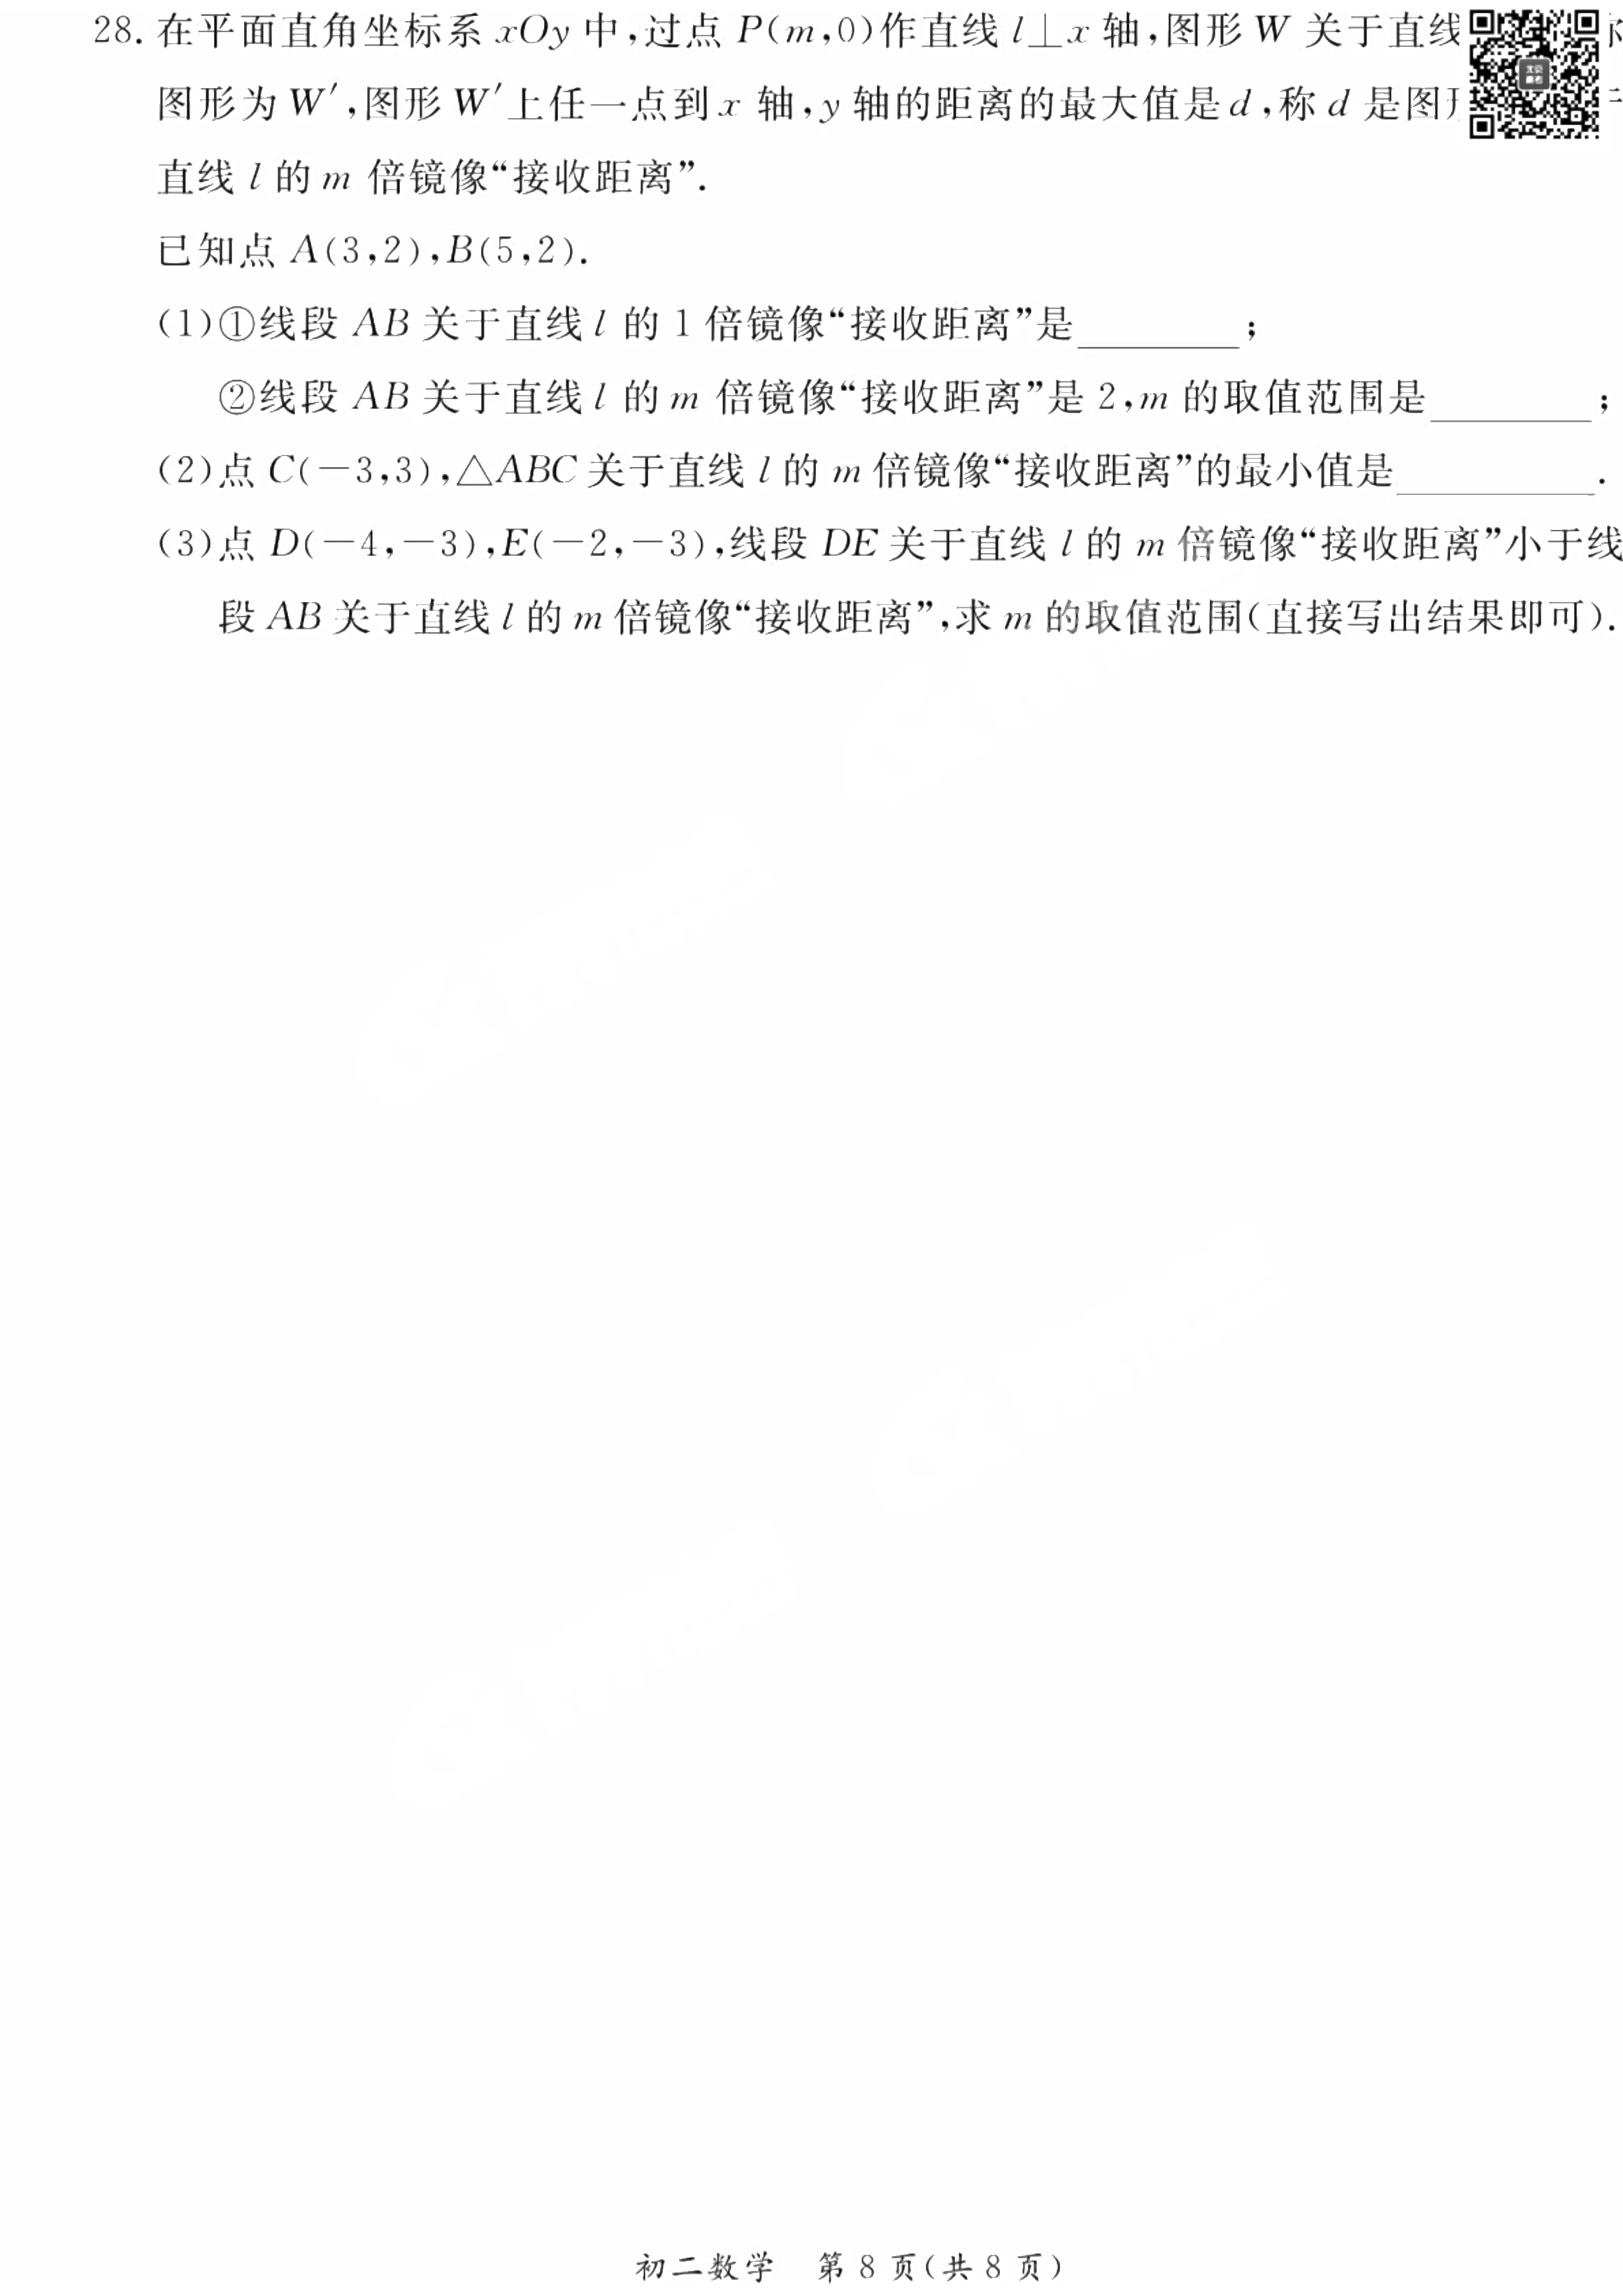 28. 在平面直角坐标系 xOy 中,过点 P(m,0)作直线 l⊥x 轴,图形 W 关于直线
图形为 W′,图形 W′上任一点到 x 轴,y 轴的距离的最大值是 d,称 d 是图
直线 l 的 m 倍镜像“接收距离”.
已知点 A(3,2),B(5,2).
(1)①线段 AB 关于直线 l 的 1 倍镜像“接收距离”是________;
②线段 AB 关于直线 l 的 m 倍镜像“接收距离”是 2,m 的取值范围是________;
(2)点 C(-3,3),△ABC 关于直线 l 的 m 倍镜像“接收距离”的最小值是________.
(3)点 D(-4,-3),E(-2,-3),线段 DE 关于直线 l 的 m 倍镜像“接收距离”小于线
段 AB 关于直线 l 的 m 倍镜像“接收距离”,求 m 的取值范围(直接写出结果即可).
初二数学 第 8 页(共 8 页)